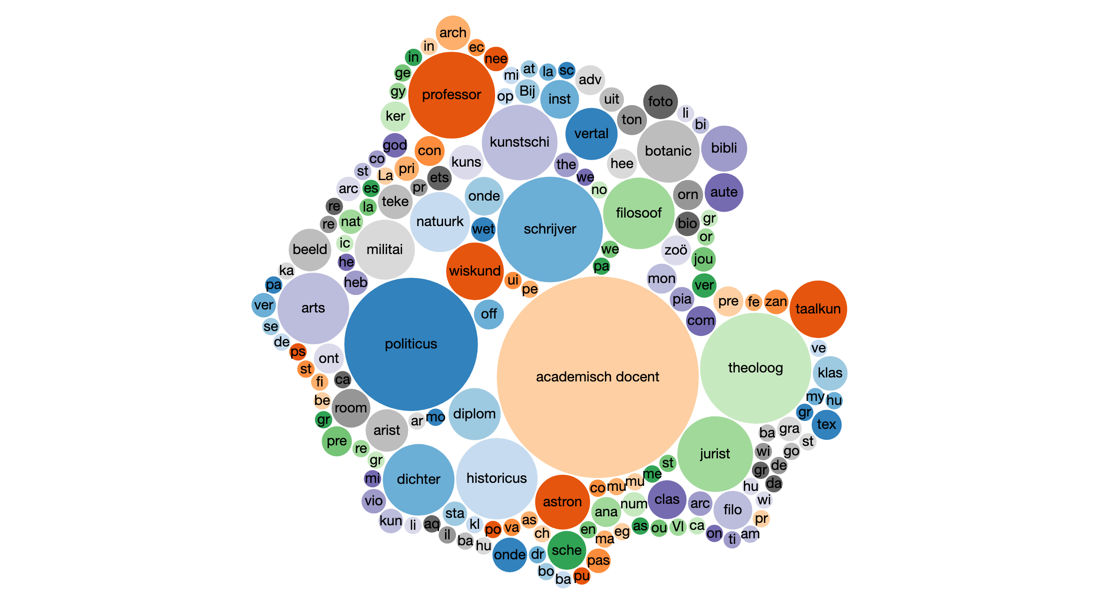 arch
in
ec
in
nee
ge
professor
mi
at
la
sc
adv
gy
op
Bij
inst
uit
foto
ker
li
ton
bi
vertal
kunstschi
god
con
botanic
bibli
co
kuns
the
hee
st
La
pri
we
arc
es
pr
ets
no
aute
teke
onde
orn
re
la
filosoof
gr
re
nat
natuurk
wet
schrijver
bio
or
ic
beeld
militai
we
zoö
jou
he
pa
ka
wiskund
mon
heb
ui
ver
pa
pe
pia
ver
arts
pre
fe
zan
taalkun
off
com
se
de
politicus
ve
ps
ont
theoloog
st
klas
fi
ca
academisch docent
be
my
hu
room
gr
gr
ar
mo
diplom
tex
arist
ba
gra
pre
st
re
wi
go
jurist
gr
st
gr
de
mi
dichter
historicus
me
da
co
mu
mu
hu
vio
astron
clas
arc
wi
num
filo
sta
ana
kun
li
aq
kl
po
va
as
pr
en
eg
as
ou
Vl
ca
il
ch
on
am
ba
ma
ti
hu
onde
dr
sche
pas
bo
ba
pu